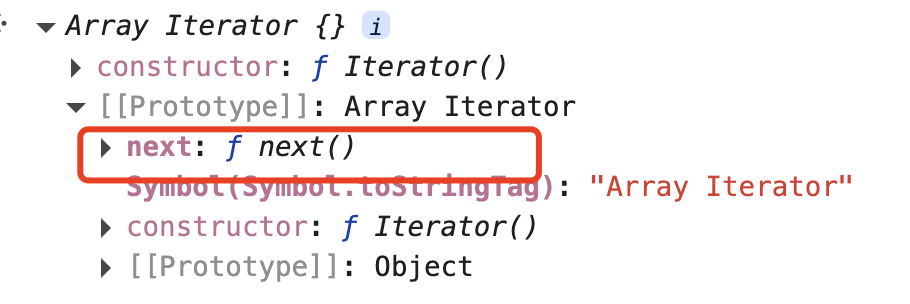 Array Iterator {} i
constructor: ƒ Iterator()
[[Prototype]]: Array Iterator
next: ƒ next()
Symbol(Symbol.toStringTag): "Array Iterator"
constructor: ƒ Iterator()
[[Prototype]]: Object